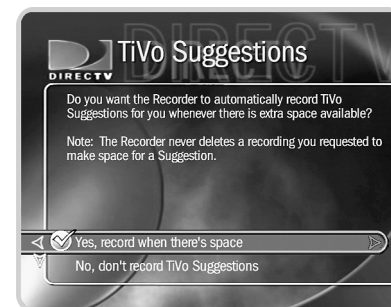 DIRECTV
TiVo Suggestions
DIRECTV
Do you want the Recorder to automatically record TiVo
Suggestions for you whenever there is extra space available?
Note: The Recorder never deletes a recording you requested to
make space for a Suggestion.
Yes, record when there's space
No, don't record TiVo Suggestions